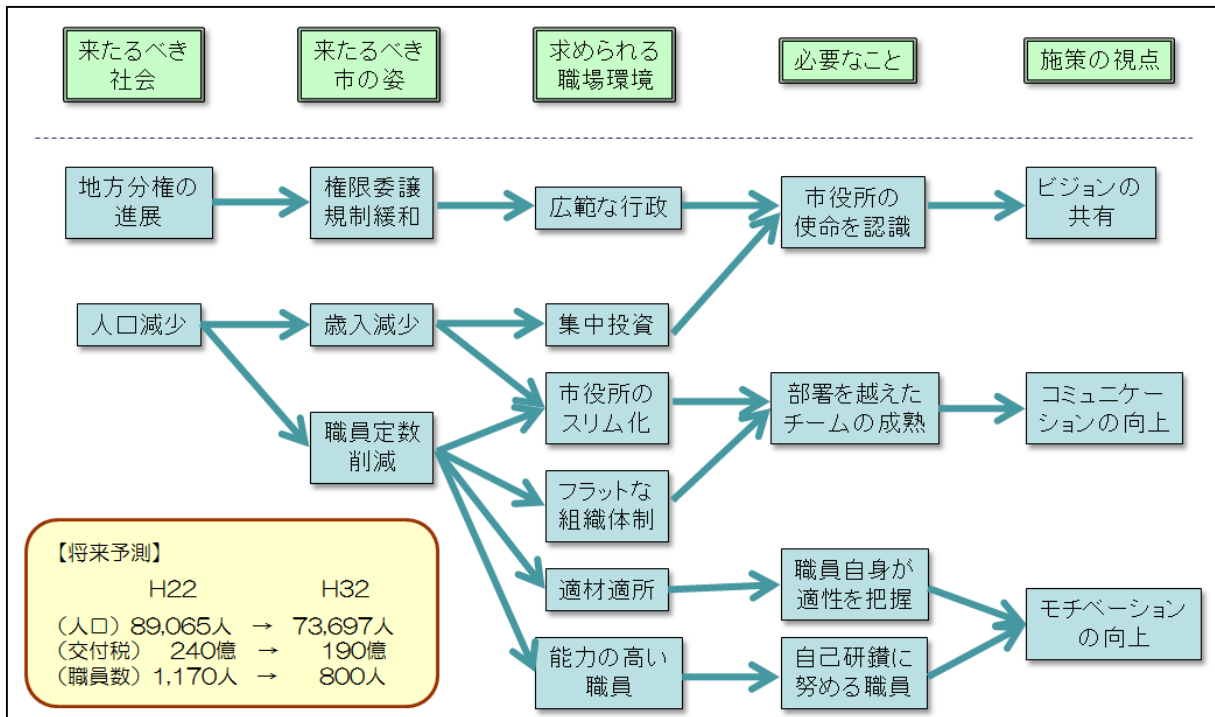 来たるべき
社会
来たるべき
市の姿
求められる
職場環境
必要なこと
施策の視点
地方分権の
進展
権限委譲
規制緩和
広範な行政
市役所の
使命を認識
ビジョンの
共有
人口減少
歳入減少
集中投資
市役所の
スリム化
部署を越えた
チームの成熟
コミュニケー
ションの向上
職員定数
削減
フラットな
組織体制
適材適所
職員自身が
適性を把握
モチベーション
の向上
能力の高い
職員
自己研鑽に
努める職員
【将来予測】
H22 H32
(人口) 89,065人 → 73,697人
(交付税) 240億 → 190億
(職員数) 1,170人 → 800人